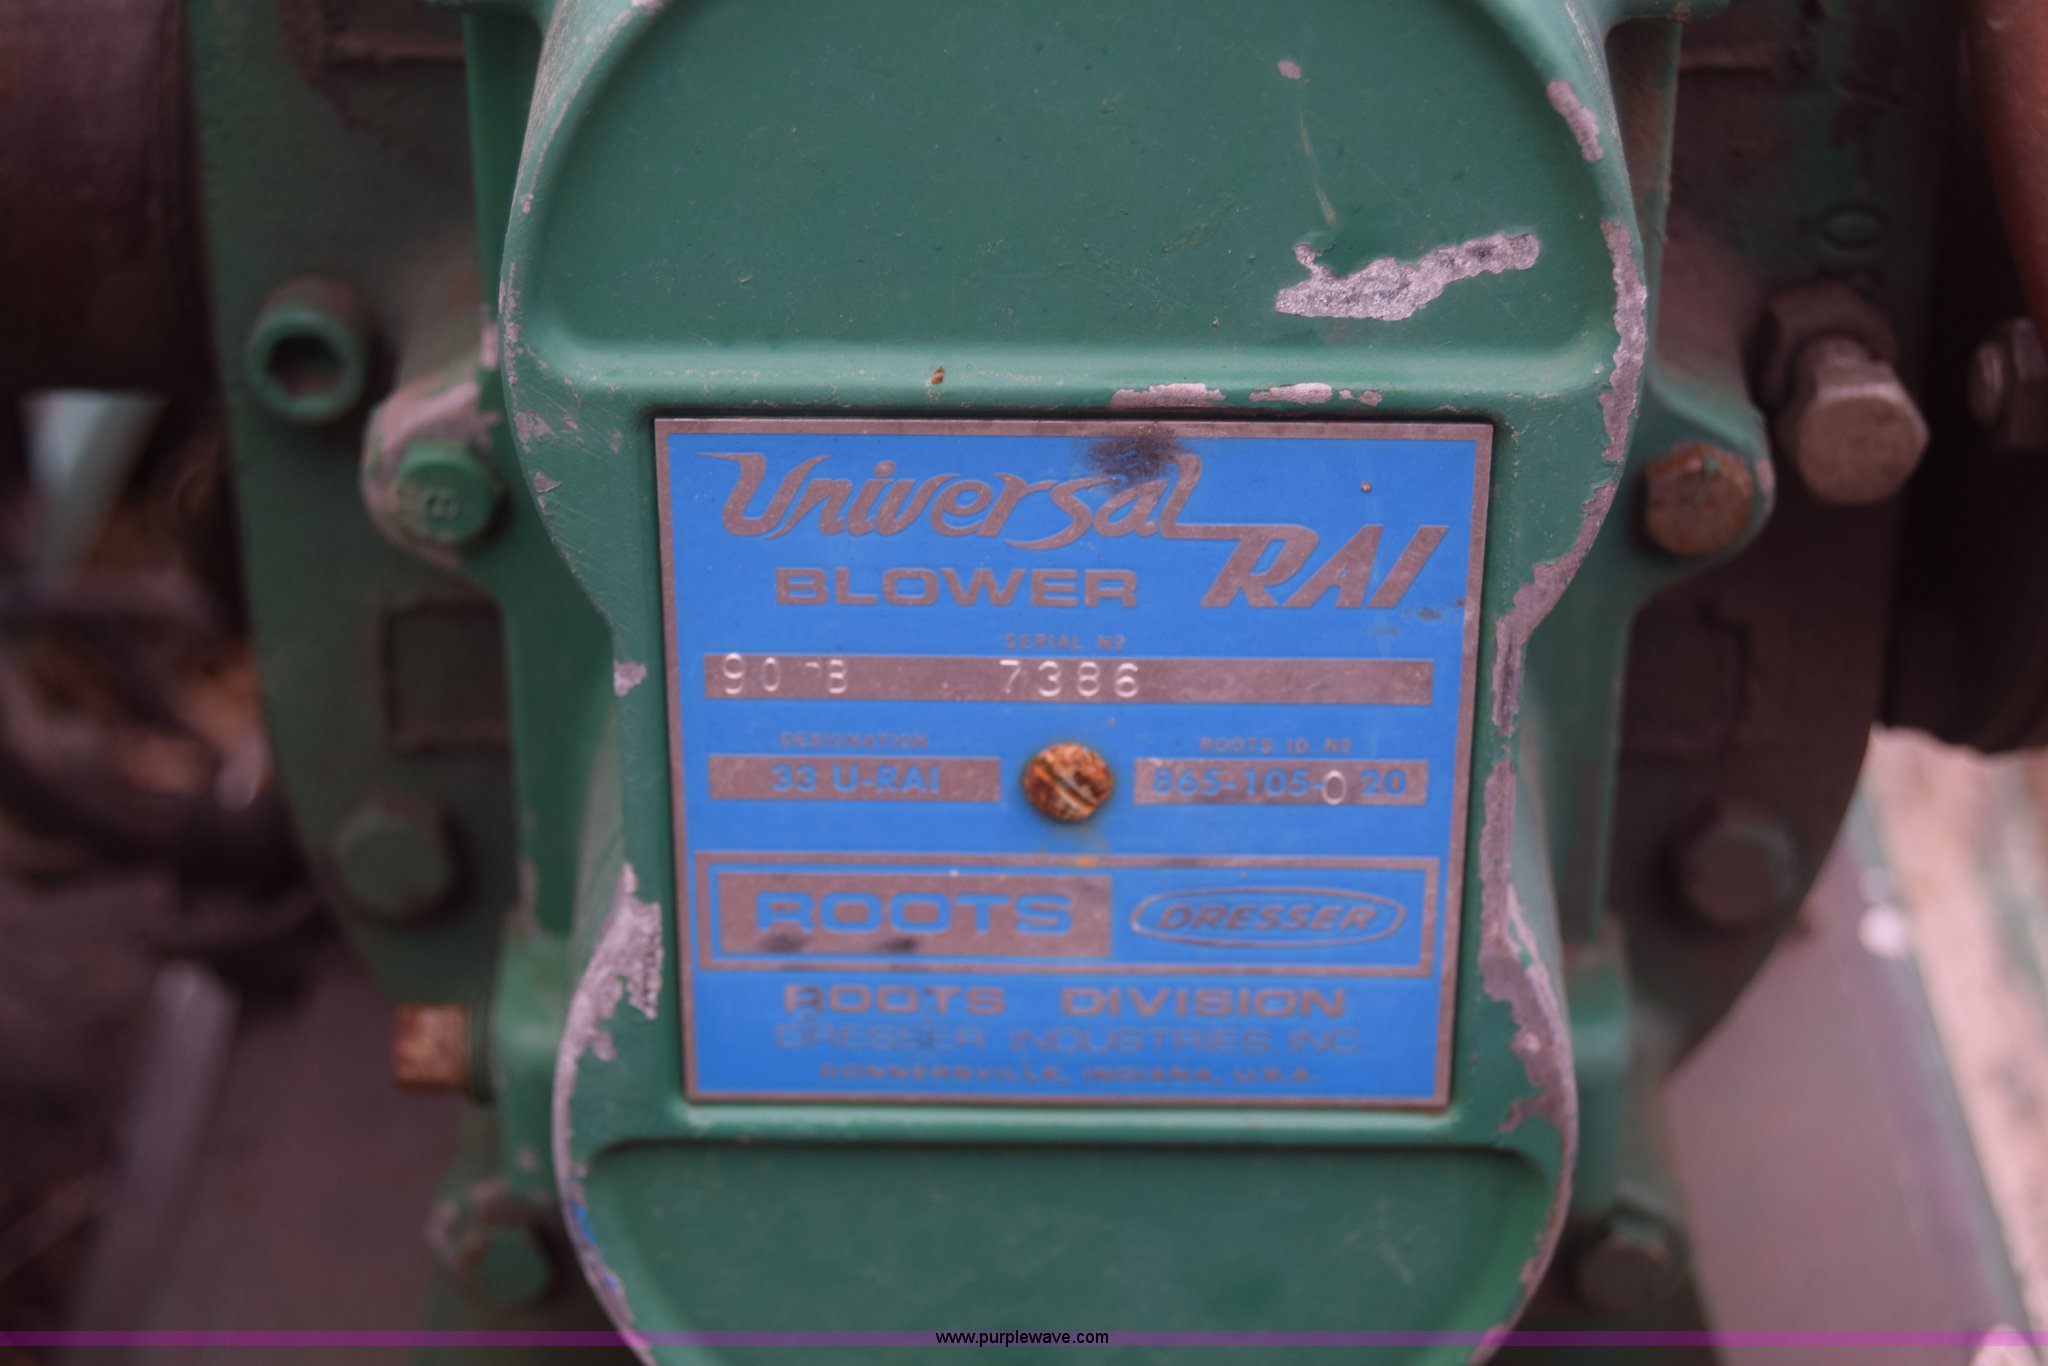 Universal RAI
BLOWER
SERIAL Nº
7386
DESIGNATION
ROOTS ID. Nº
33 U-RAI
865-105-020
ROOTS
DRESSER
ROOTS DIVISION
DRESSER INDUSTRIES, INC.
CONNERSVILLE, INDIANA, U.S.A.
www.purplewave.com